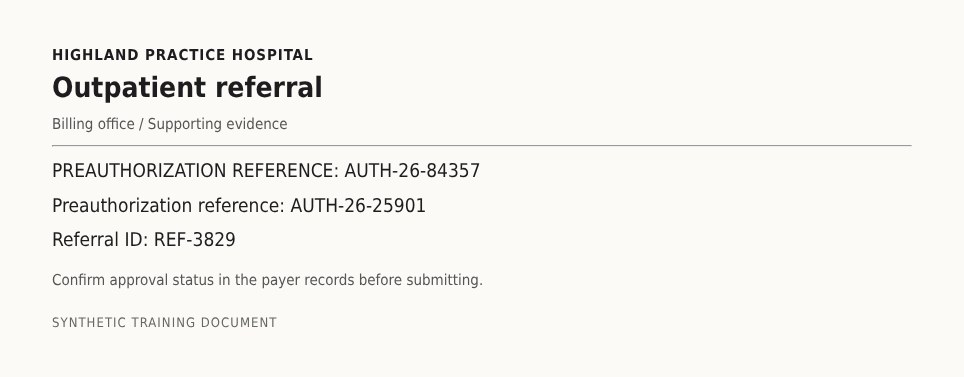 HIGHLAND PRACTICE HOSPITAL
Outpatient referral
Billing office / Supporting evidence
PREAUTHORIZATION REFERENCE: AUTH-26-84357
Preauthorization reference: AUTH-26-25901
Referral ID: REF-3829
Confirm approval status in the payer records before submitting.
SYNTHETIC TRAINING DOCUMENT